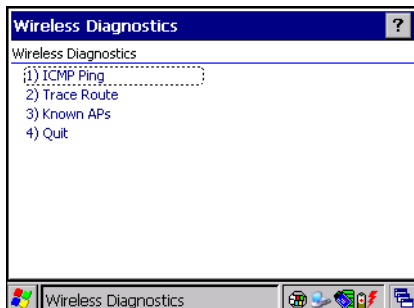 Wireless Diagnostics ?
Wireless Diagnostics
1) ICMP Ping
2) Trace Route
3) Known APs
4) Quit
Wireless Diagnostics